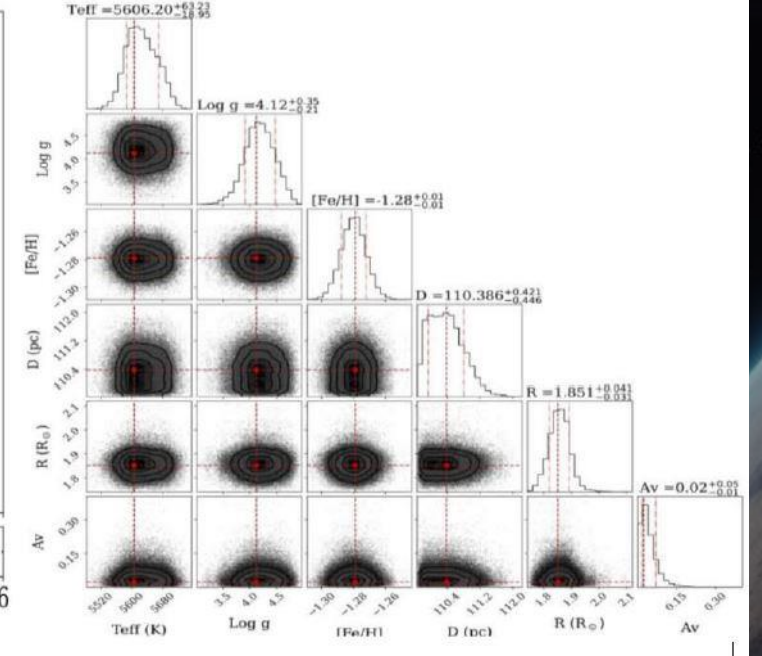 Teff =5606.20+63.23−18.95
Log g =4.12+0.35−0.21
Log g
4.5
4.0
3.5
[Fe/H] =-1.28+0.01−0.01
[Fe/H]
−1.26
−1.28
−1.30
D =110.386+0.421−0.446
D (pc)
112.0
111.2
110.4
R =1.851+0.041−0.031
R (R⊙)
2.1
2.0
1.9
1.8
Av =0.02+0.05−0.01
Av
0.30
0.15
6
5520 5600 5680 3.5 4.0 4.5 −1.30 −1.28 −1.26 110.4 111.2 112.0 1.8 1.9 2.0 2.1 0.15 0.30
Teff (K) Log g [Fe/H] D (pc) R (R⊙) Av